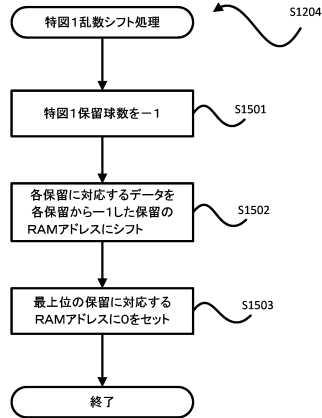 特図1乱数シフト処理
S1204
特図1保留球数を－1
S1501
各保留に対応するデータを
各保留から－1した保留の
RAMアドレスにシフト
S1502
最上位の保留に対応する
RAMアドレスに0をセット
S1503
終了